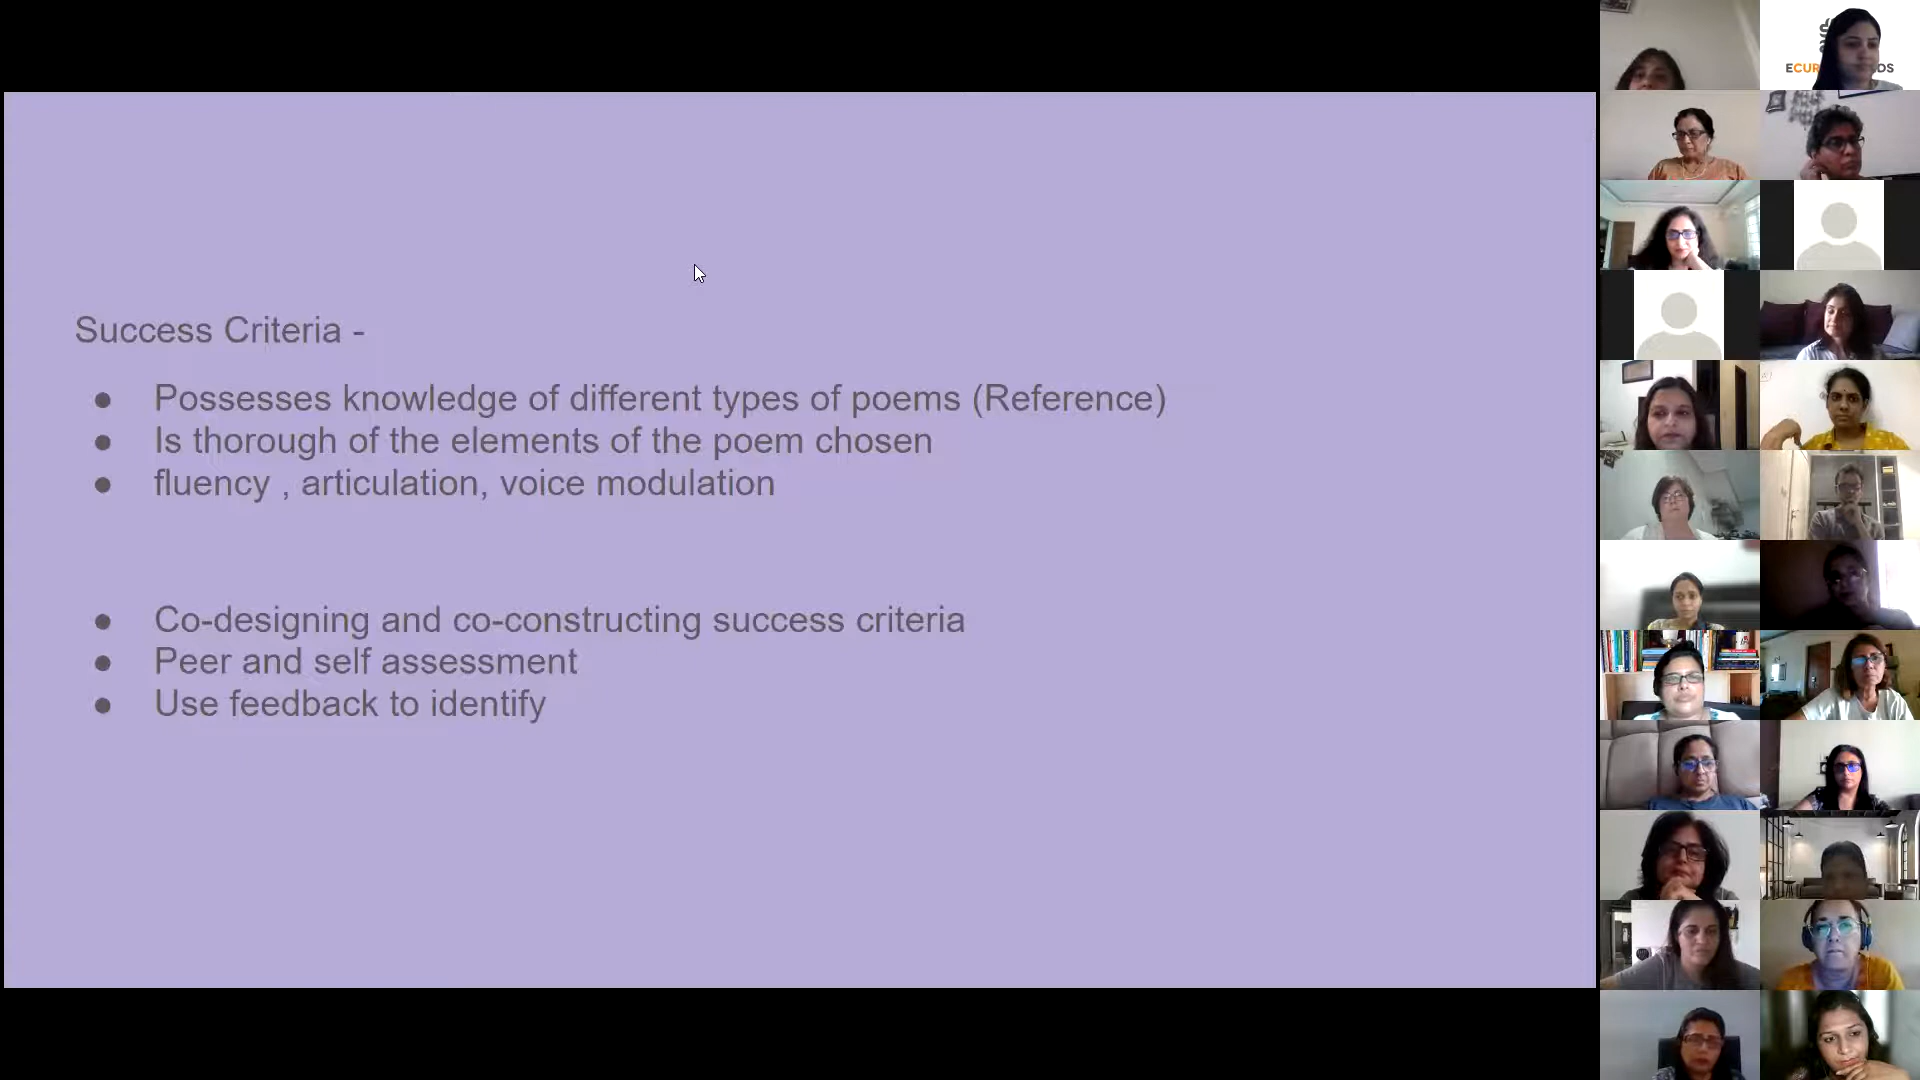 Success Criteria -
● Possesses knowledge of different types of poems (Reference)
● Is thorough of the elements of the poem chosen
● fluency , articulation, voice modulation
● Co-designing and co-constructing success criteria
● Peer and self assessment
● Use feedback to identify